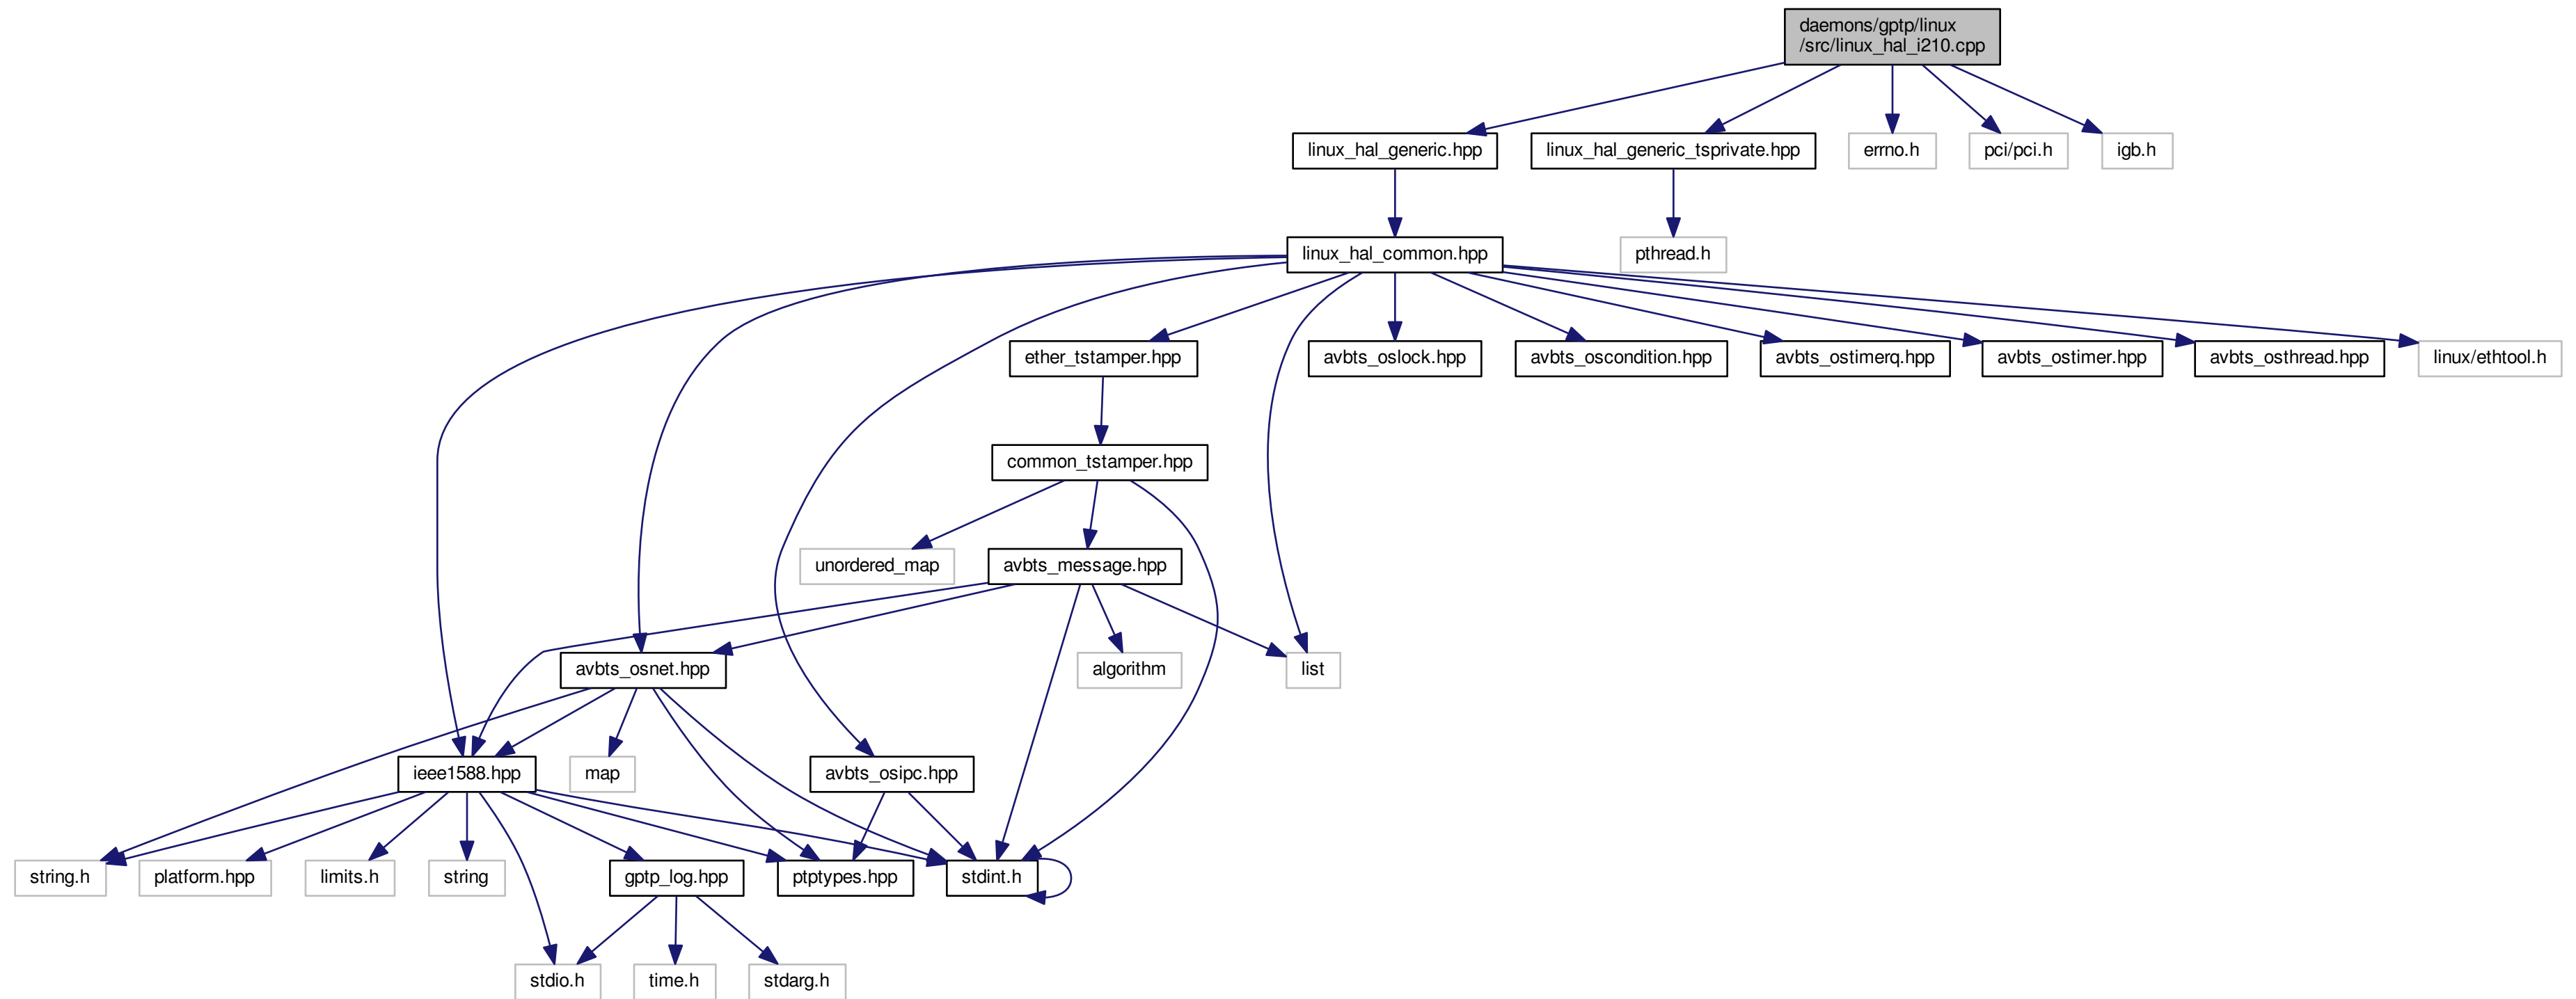 daemons/gptp/linux
/src/linux_hal_i210.cpp
linux_hal_generic.hpp
linux_hal_generic_tsprivate.hpp
errno.h
pci/pci.h
igb.h
linux_hal_common.hpp
pthread.h
ether_tstamper.hpp
avbts_oslock.hpp
avbts_oscondition.hpp
avbts_ostimerq.hpp
avbts_ostimer.hpp
avbts_osthread.hpp
linux/ethtool.h
common_tstamper.hpp
unordered_map
avbts_message.hpp
avbts_osnet.hpp
algorithm
list
ieee1588.hpp
map
avbts_osipc.hpp
string.h
platform.hpp
limits.h
string
gptp_log.hpp
ptptypes.hpp
stdint.h
stdio.h
time.h
stdarg.h